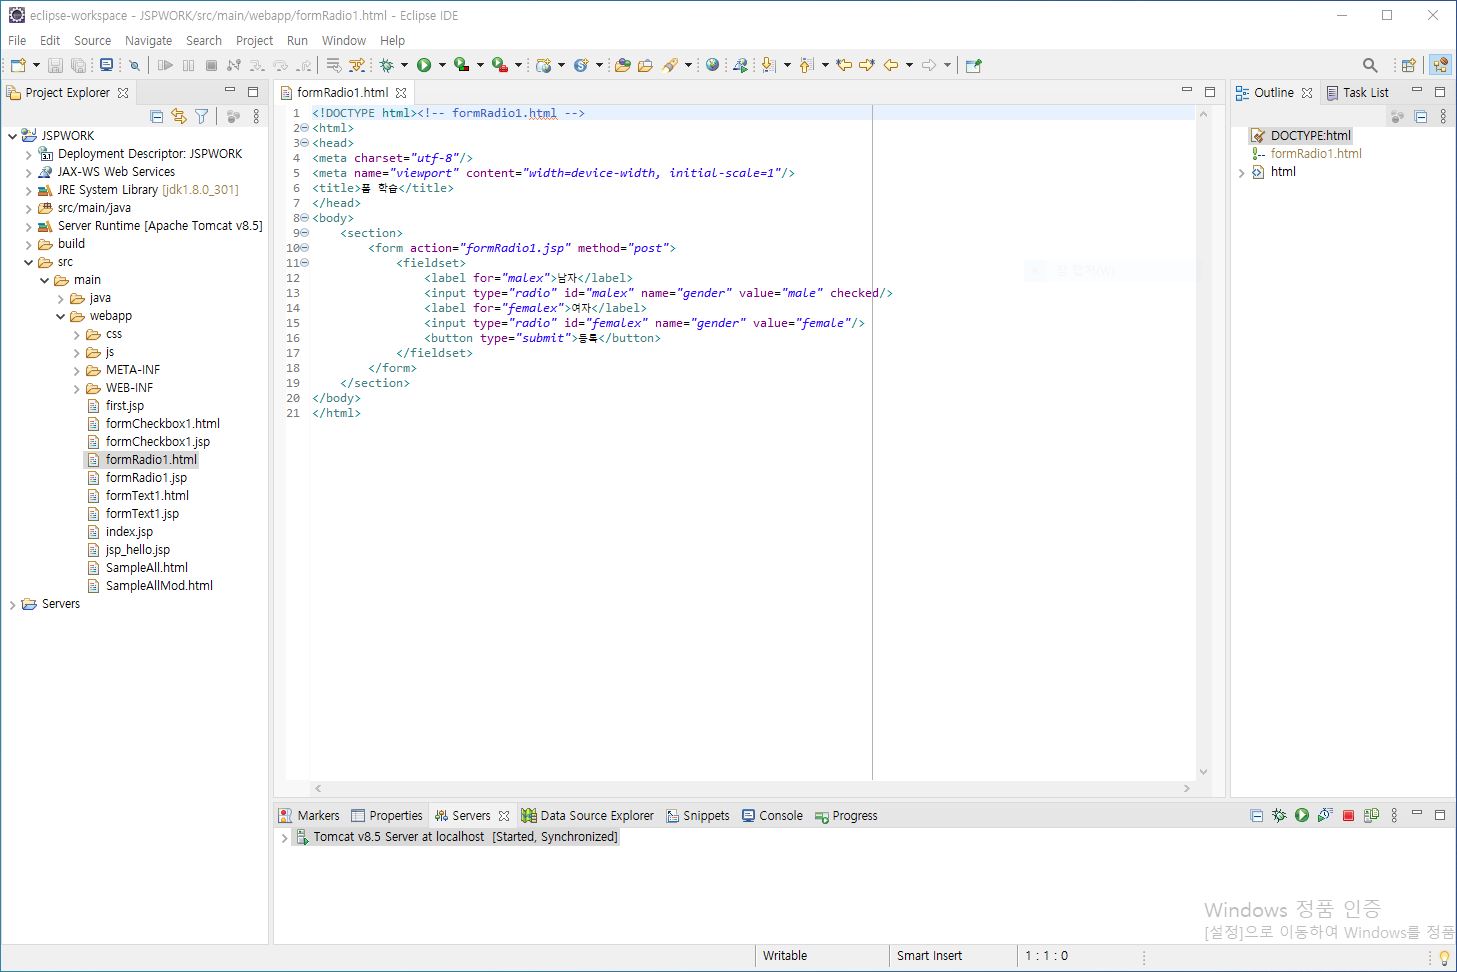 eclipse-workspace - JSPWORK/src/main/webapp/formRadio1.html - Eclipse IDE
File Edit Source Navigate Search Project Run Window Help
Project Explorer
JSPWORK
Deployment Descriptor: JSPWORK
JAX-WS Web Services
JRE System Library [jdk1.8.0_301]
src/main/java
Server Runtime [Apache Tomcat v8.5]
build
src
main
java
webapp
css
js
META-INF
WEB-INF
first.jsp
formCheckbox1.html
formCheckbox1.jsp
formRadio1.html
formRadio1.jsp
formText1.html
formText1.jsp
index.jsp
jsp_hello.jsp
SampleAll.html
SampleAllMod.html
Servers
formRadio1.html
1 <!DOCTYPE html><!-- formRadio1.html -->
2 <html>
3 <head>
4 <meta charset="utf-8"/>
5 <meta name="viewport" content="width=device-width, initial-scale=1"/>
6 <title>폼 학습</title>
7 </head>
8 <body>
9 <section>
10 <form action="formRadio1.jsp" method="post">
11 <fieldset>
12 <label for="malex">남자</label>
13 <input type="radio" id="malex" name="gender" value="male" checked/>
14 <label for="femalex">여자</label>
15 <input type="radio" id="femalex" name="gender" value="female"/>
16 <button type="submit">등록</button>
17 </fieldset>
18 </form>
19 </section>
20 </body>
21 </html>
Outline Task List
DOCTYPE:html
formRadio1.html
html
Markers Properties Servers Data Source Explorer Snippets Console Progress
Tomcat v8.5 Server at localhost [Started, Synchronized]
Windows 정품 인증
[설정]으로 이동하여 Windows를 정품
Writable Smart Insert 1 : 1 : 0